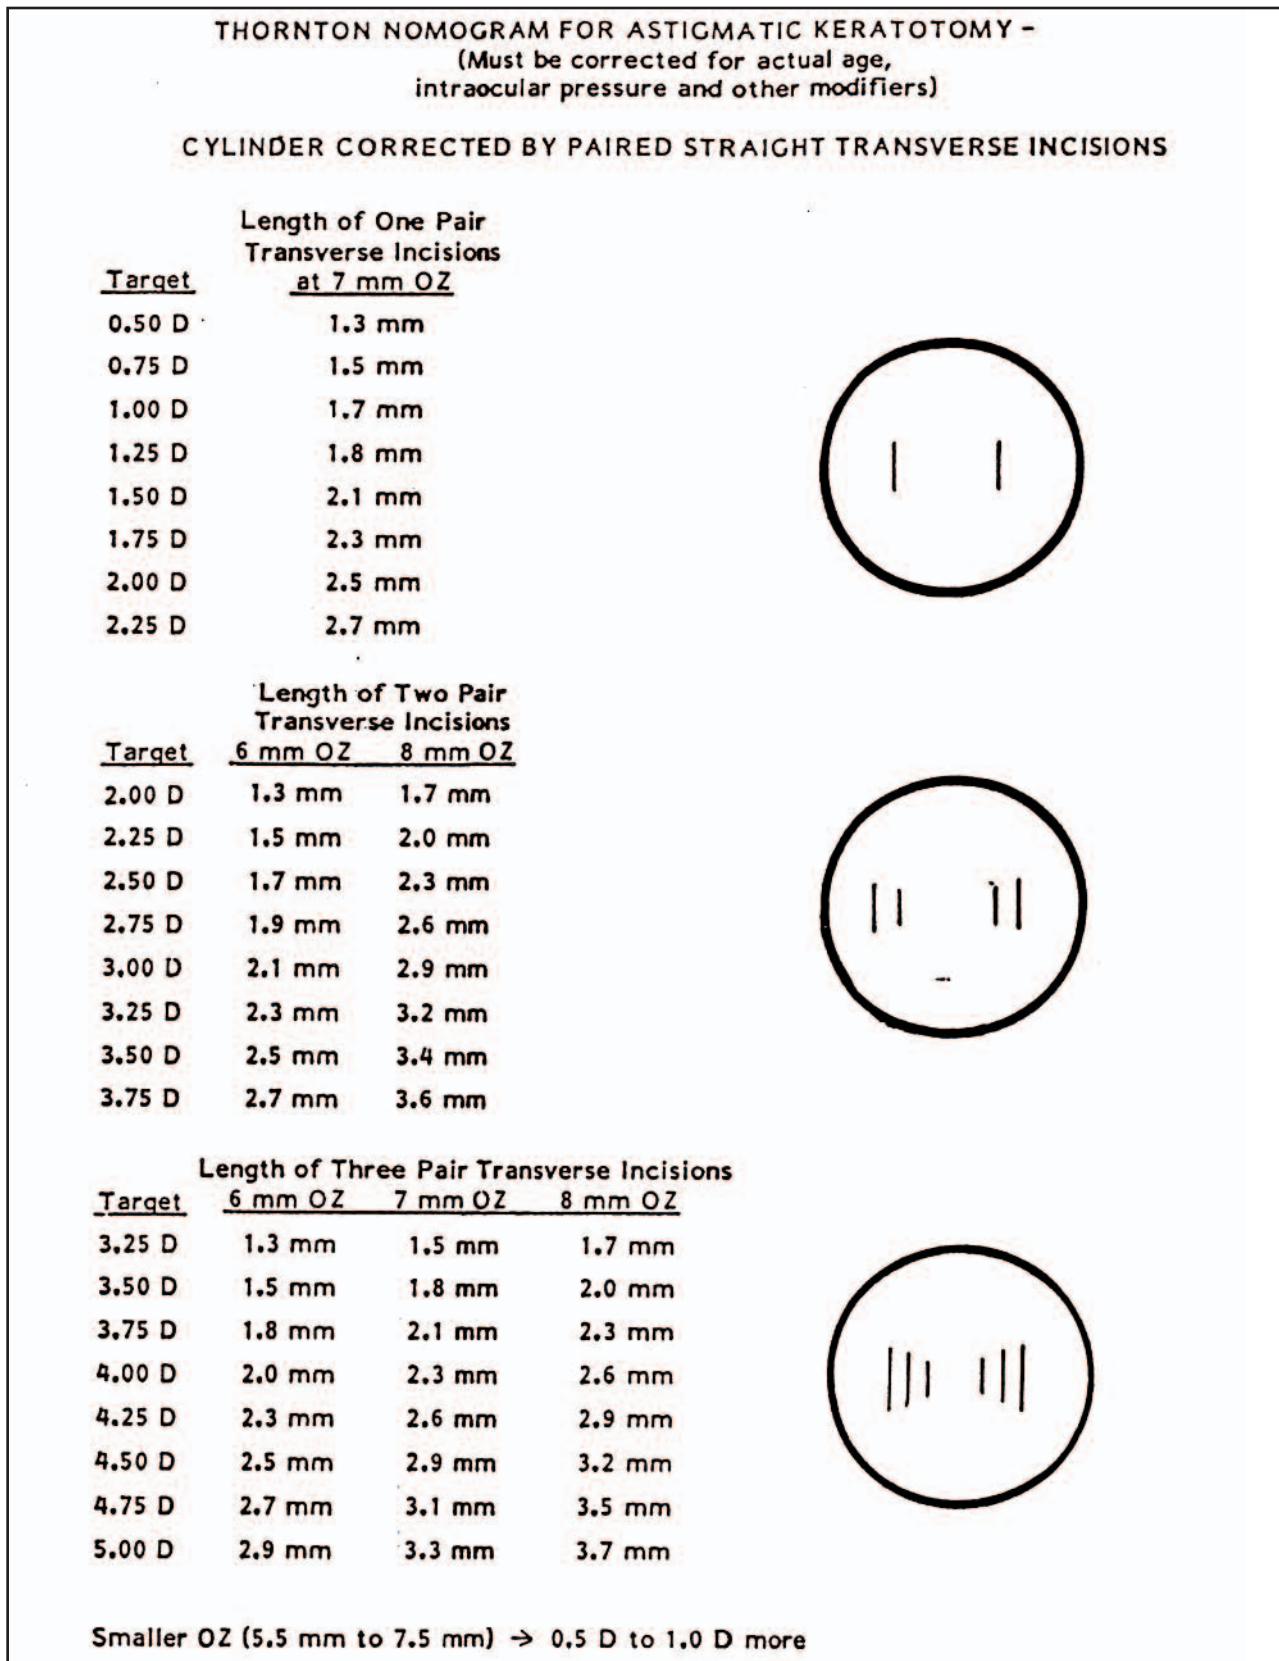 THORNTON NOMOGRAM FOR ASTIGMATIC KERATOTOMY –
(Must be corrected for actual age,
intraocular pressure and other modifiers)
CYLINDER CORRECTED BY PAIRED STRAIGHT TRANSVERSE INCISIONS
Length of One Pair
Transverse Incisions
Target at 7 mm OZ
0.50 D 1.3 mm
0.75 D 1.5 mm
1.00 D 1.7 mm
1.25 D 1.8 mm
1.50 D 2.1 mm
1.75 D 2.3 mm
2.00 D 2.5 mm
2.25 D 2.7 mm
Length of Two Pair
Transverse Incisions
Target 6 mm OZ 8 mm OZ
2.00 D 1.3 mm 1.7 mm
2.25 D 1.5 mm 2.0 mm
2.50 D 1.7 mm 2.3 mm
2.75 D 1.9 mm 2.6 mm
3.00 D 2.1 mm 2.9 mm
3.25 D 2.3 mm 3.2 mm
3.50 D 2.5 mm 3.4 mm
3.75 D 2.7 mm 3.6 mm
Length of Three Pair Transverse Incisions
Target 6 mm OZ 7 mm OZ 8 mm OZ
3.25 D 1.3 mm 1.5 mm 1.7 mm
3.50 D 1.5 mm 1.8 mm 2.0 mm
3.75 D 1.8 mm 2.1 mm 2.3 mm
4.00 D 2.0 mm 2.3 mm 2.6 mm
4.25 D 2.3 mm 2.6 mm 2.9 mm
4.50 D 2.5 mm 2.9 mm 3.2 mm
4.75 D 2.7 mm 3.1 mm 3.5 mm
5.00 D 2.9 mm 3.3 mm 3.7 mm
Smaller OZ (5.5 mm to 7.5 mm) → 0.5 D to 1.0 D more